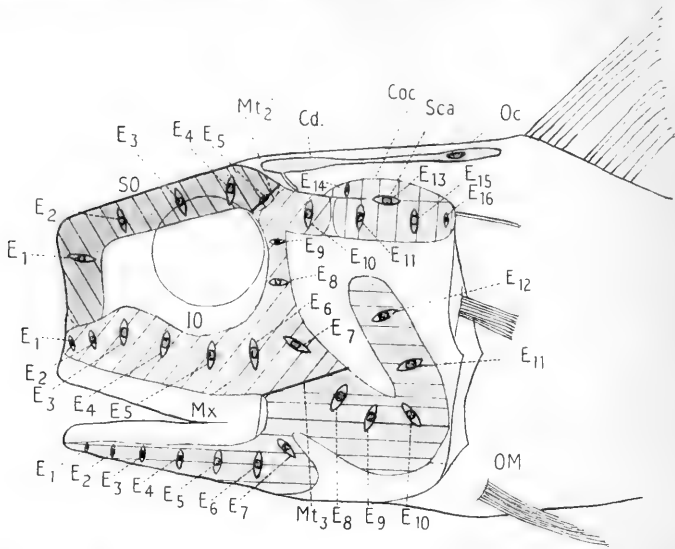 Coc
Mt2 Cd. Sca Oc
E3 E4 E5
SO E14 E13 E15
E2 E16
E1 E9 E10 E11
E8 E12
IO E6
E1 E7
E2 E11
E3 E4 E5 Mx
OM
E1 E2 E3 E4 E5 E6 E7 Mt3 E8 E9 E10